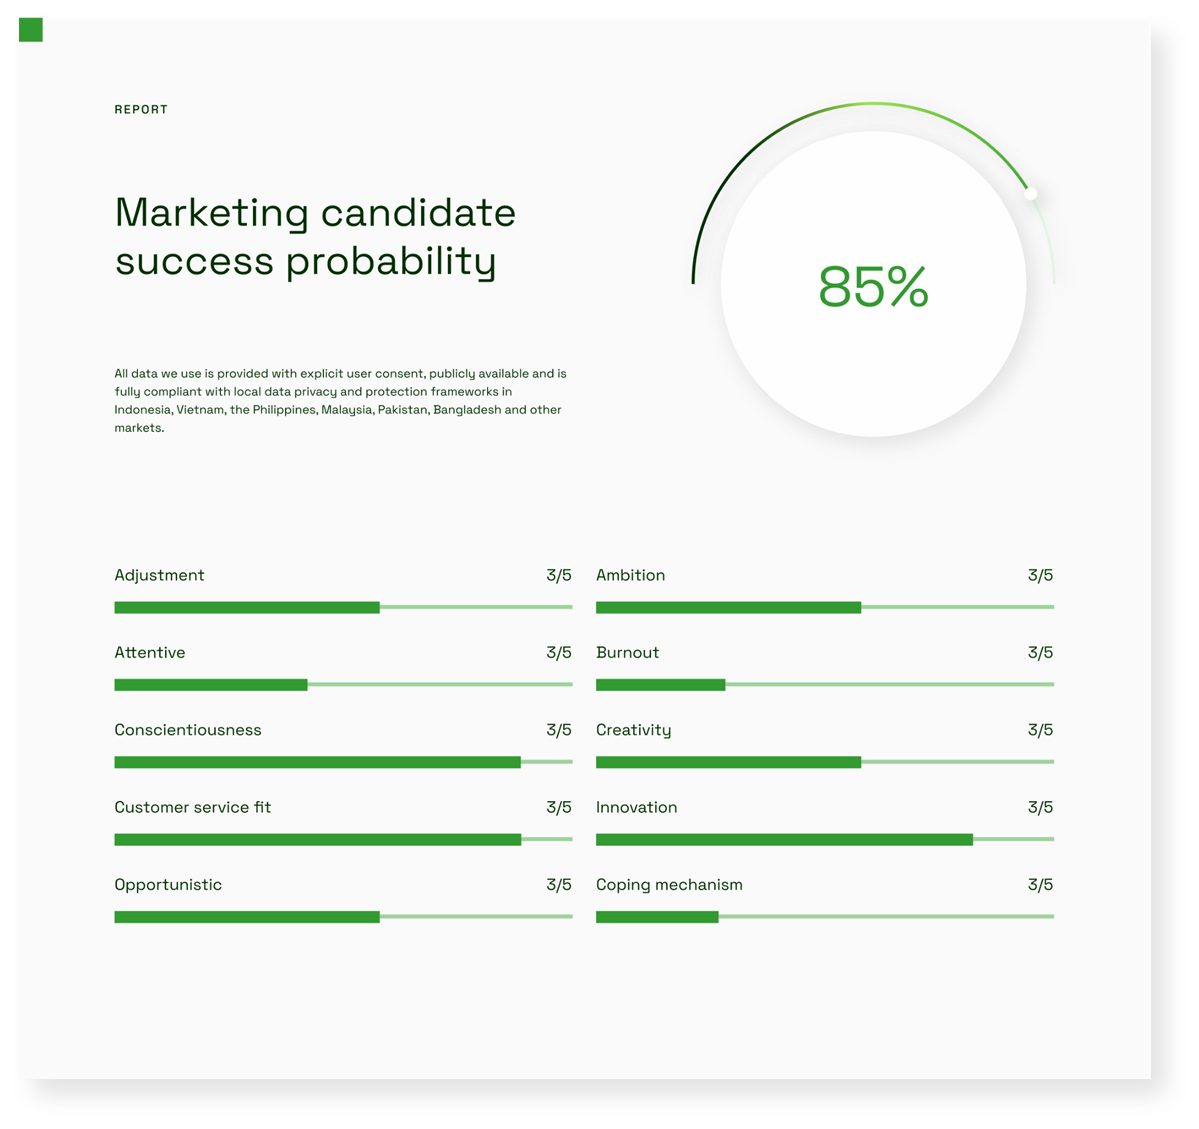 REPORT
Marketing candidate
success probability
85%
All data we use is provided with explicit user consent, publicly available and is
fully compliant with local data privacy and protection frameworks in
Indonesia, Vietnam, the Philippines, Malaysia, Pakistan, Bangladesh and other
markets.
Adjustment 3/5
Ambition 3/5
Attentive 3/5
Burnout 3/5
Conscientiousness 3/5
Creativity 3/5
Customer service fit 3/5
Innovation 3/5
Opportunistic 3/5
Coping mechanism 3/5